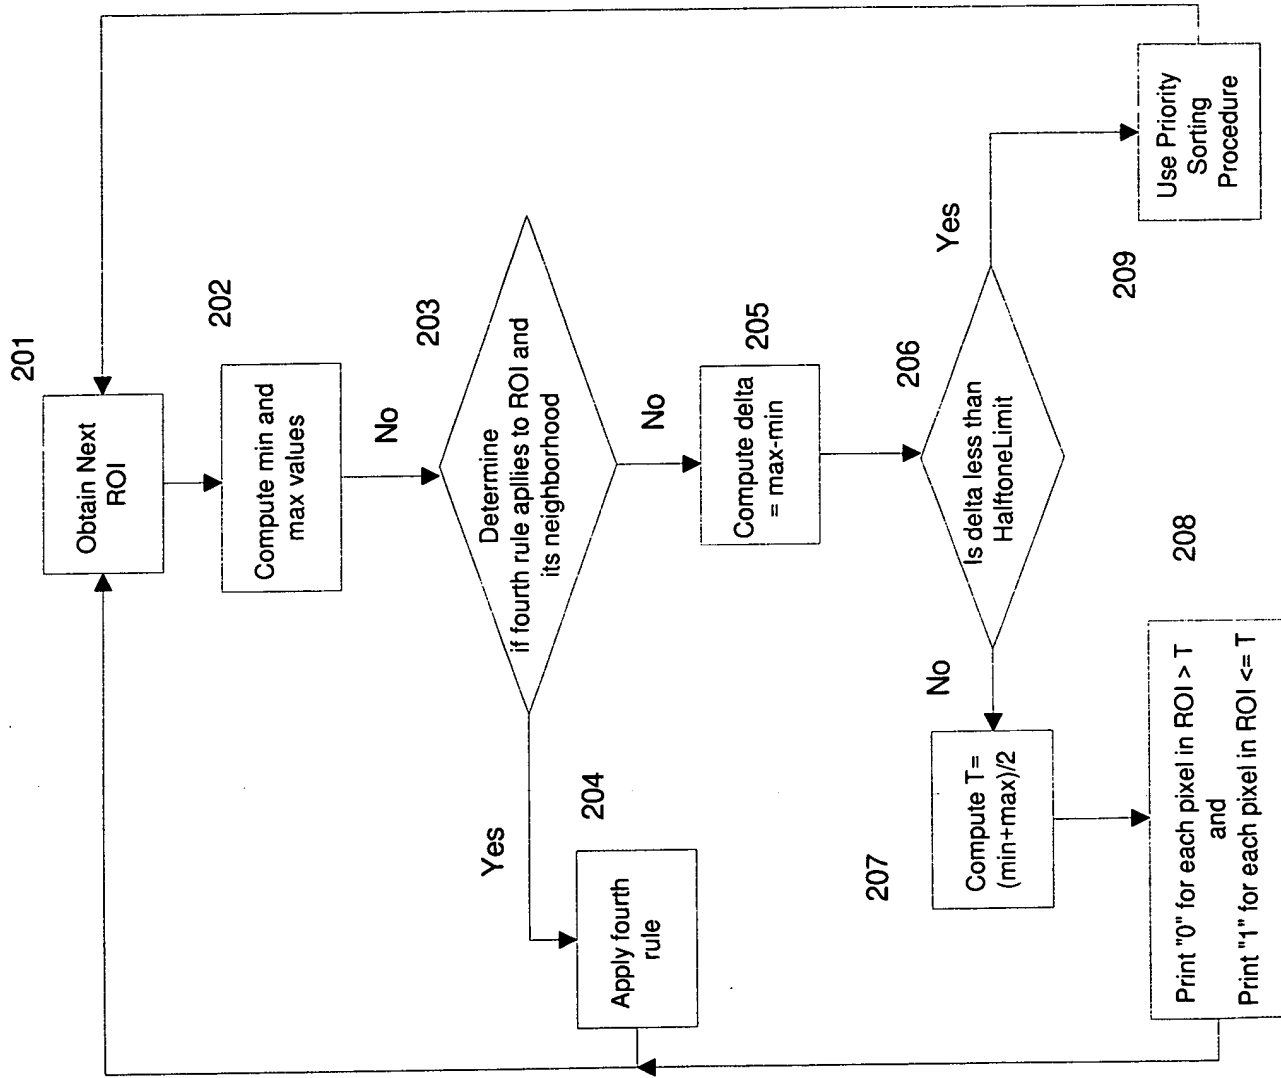 201
Obtain Next
ROI
202
Compute min and
max values
No
203
Determine
if fourth rule apllies to ROI and
its neighborhood
Yes
204
Apply fourth
rule
No
205
Compute delta
= max-min
206
Is delta less than
HalftoneLimit
No
207
Compute T=
(min+max)/2
208
Print "0" for each pixel in ROI > T
and
Print "1" for each pixel in ROI <= T
Yes
209
Use Priority
Sorting
Procedure